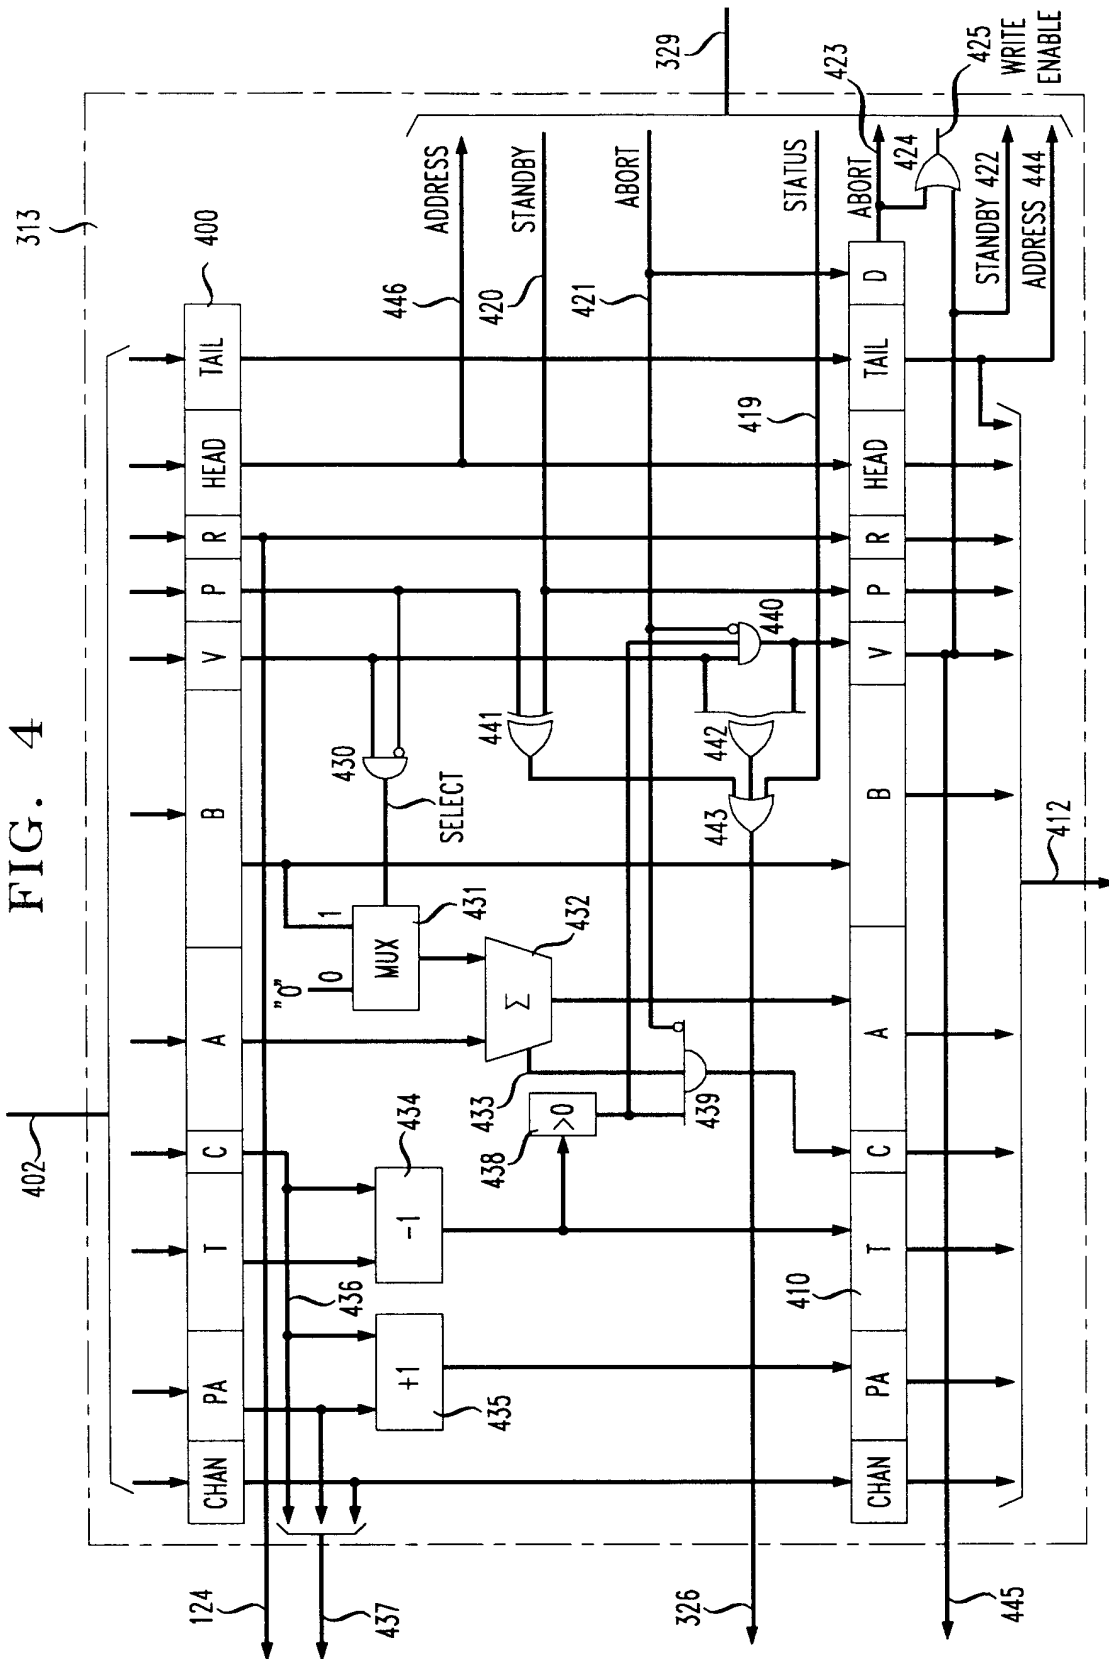 FIG. 4
313
402
400
CHAN
PA
T
C
A
B
V
P
R
HEAD
TAIL
124
437
436
"0"
0
1
MUX
431
430
SELECT
+1
435
-1
434
Σ
432
433
>0
438
439
441
442
443
440
446
ADDRESS
420
STANDBY
421
ABORT
419
STATUS
329
326
410
CHAN
PA
T
C
A
B
V
P
R
HEAD
TAIL
D
ABORT
423
424
425
WRITE
ENABLE
STANDBY 422
ADDRESS 444
445
412